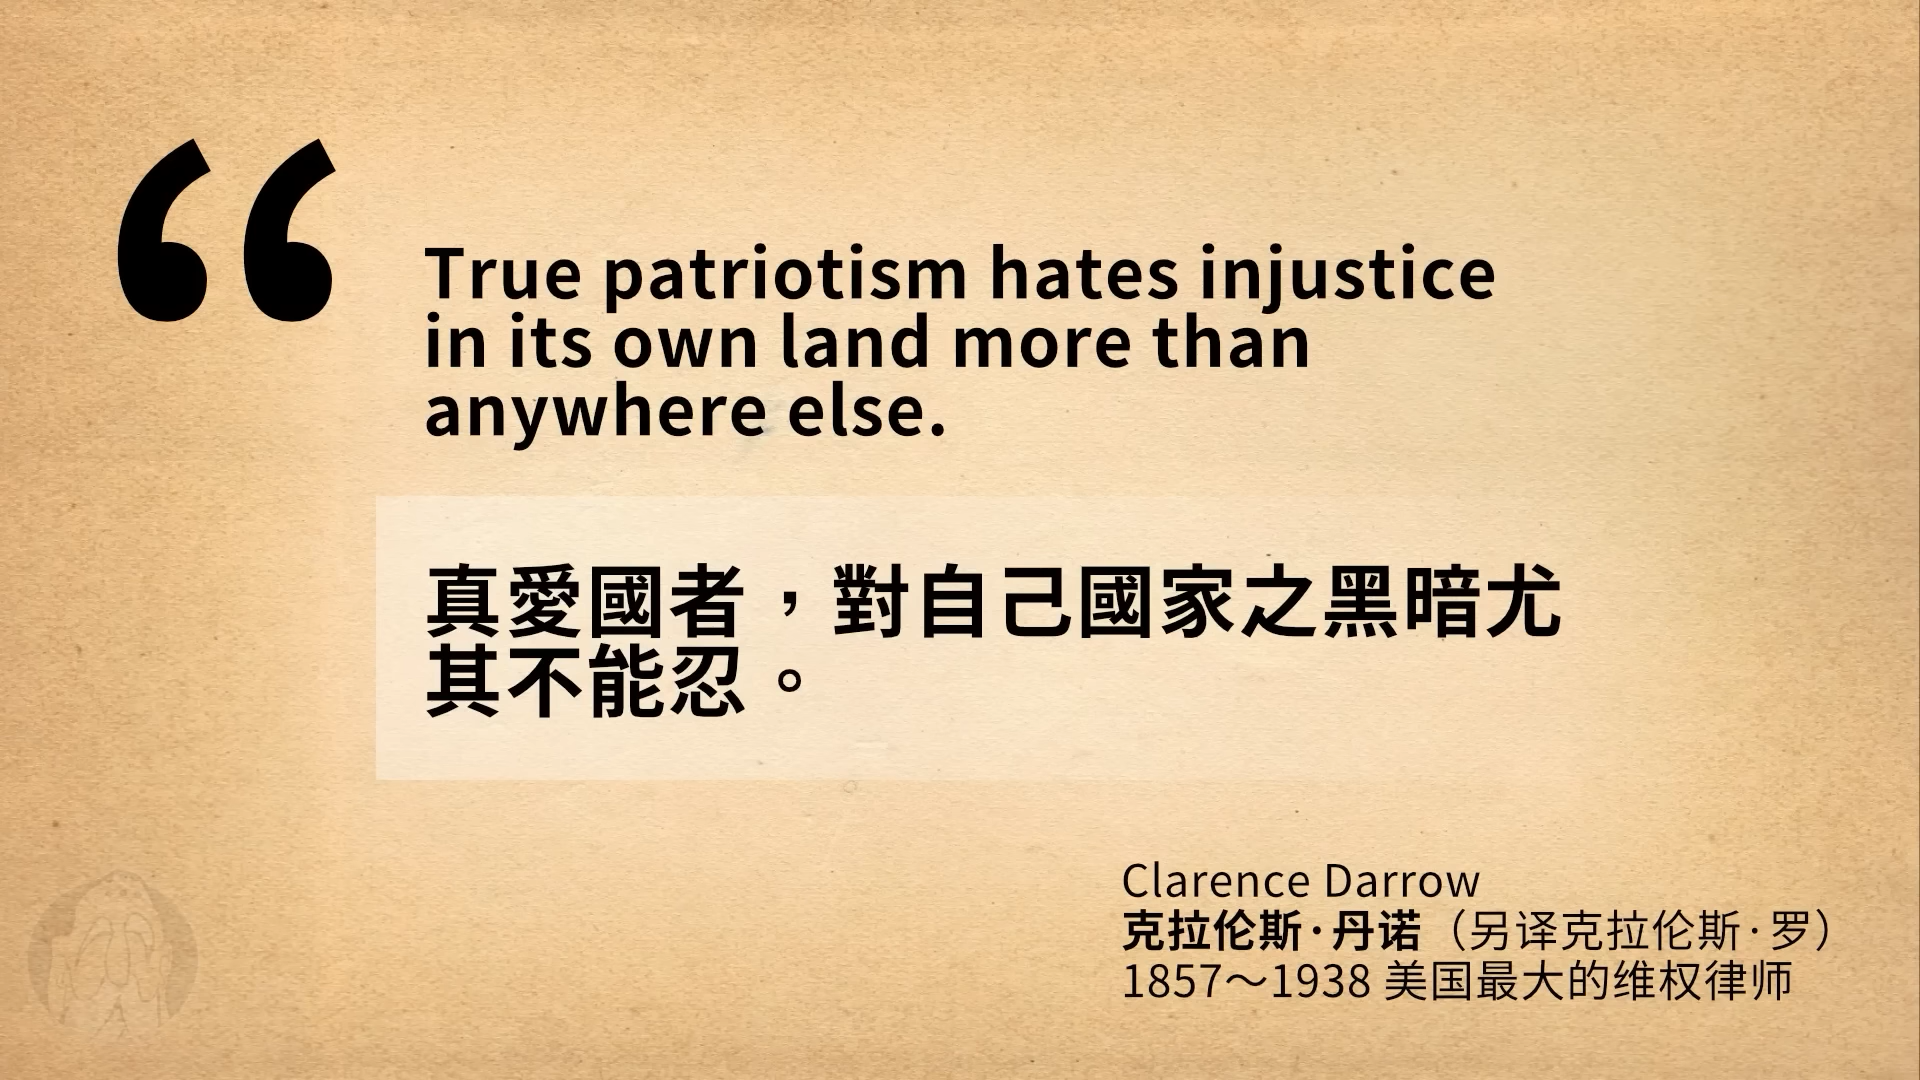 “
True patriotism hates injustice
in its own land more than
anywhere else.
真愛國者，對自己國家之黑暗尤
其不能忍。
Clarence Darrow
克拉伦斯·丹诺（另译克拉伦斯·罗）
1857～1938 美国最大的维权律师